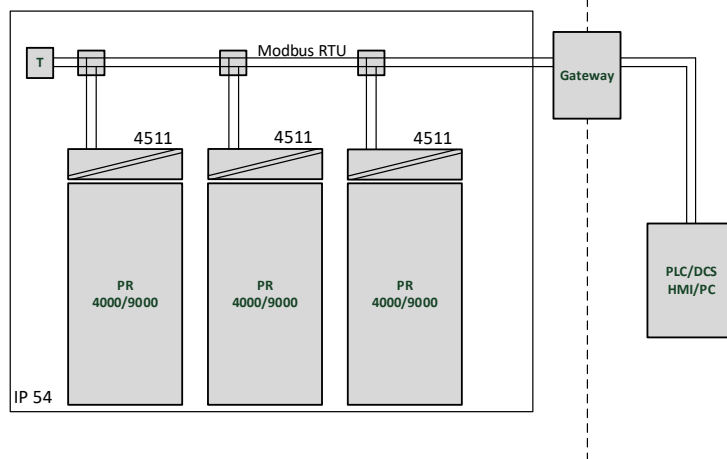 Modbus RTU
T
Gateway
4511
4511
4511
PR
4000/9000
PR
4000/9000
PR
4000/9000
PLC/DCS
HMI/PC
IP 54